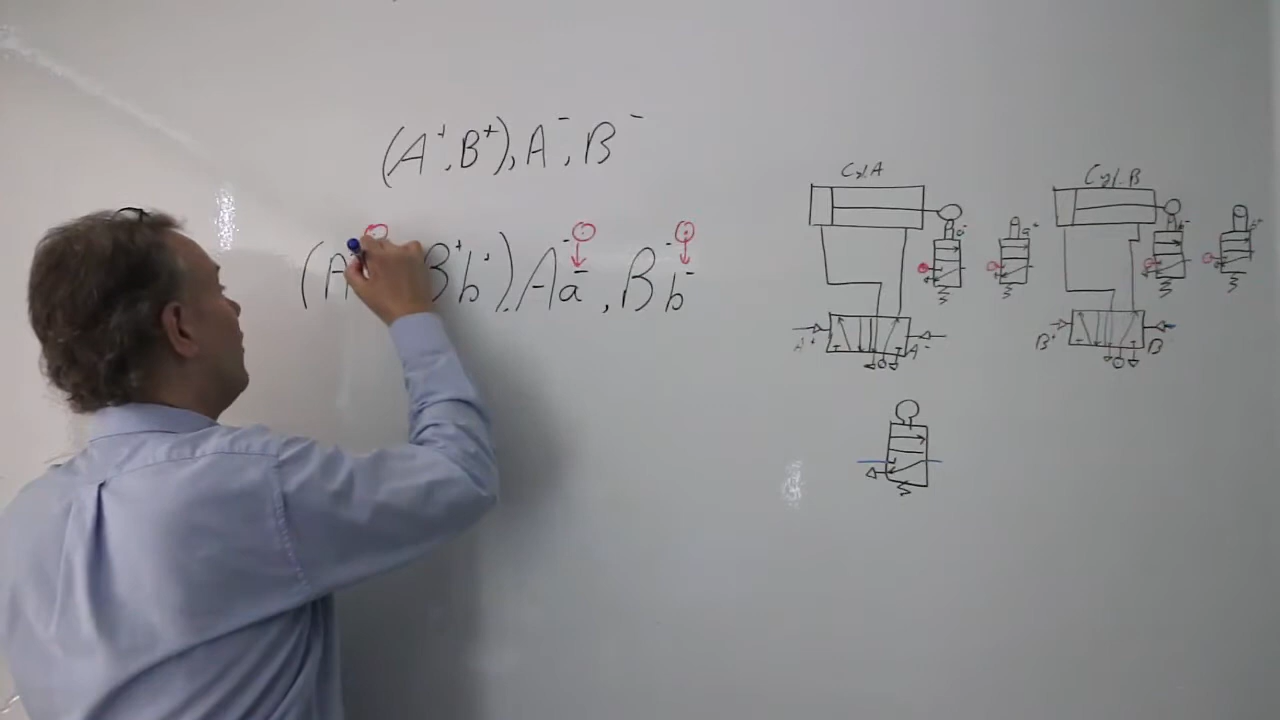 (A⁺, B⁺), A⁻, B⁻
(A B⁺b⁺), A⁻a⁻, B⁻b⁻
Cyl. A
Cyl. B
a⁻
a⁺
b⁻
b⁺
A⁺
A⁻
B⁺
B